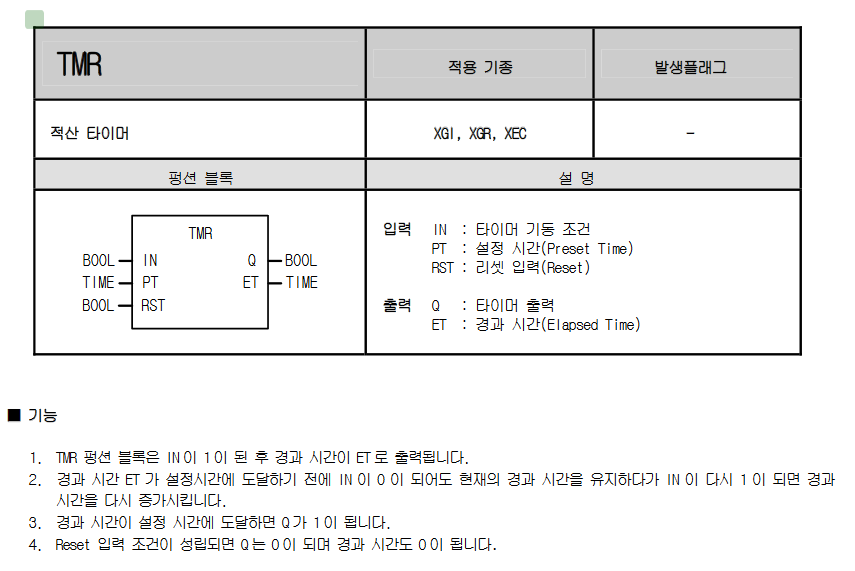 TMR 적용 기종 발생플래그
적산 타이머 XGI, XGR, XEC -
펑션 블록 설 명
TMR
BOOL IN Q BOOL
TIME PT ET TIME
BOOL RST
입력 IN : 타이머 기동 조건
PT : 설정 시간(Preset Time)
RST : 리셋 입력(Reset)
출력 Q : 타이머 출력
ET : 경과 시간(Elapsed Time)
■ 기능
1. TMR 펑션 블록은 IN이 1이 된 후 경과 시간이 ET로 출력됩니다.
2. 경과 시간 ET가 설정시간에 도달하기 전에 IN이 0이 되어도 현재의 경과 시간을 유지하다가 IN이 다시 1이 되면 경과
시간을 다시 증가시킵니다.
3. 경과 시간이 설정 시간에 도달하면 Q가 1이 됩니다.
4. Reset 입력 조건이 성립되면 Q는 0이 되며 경과 시간도 0이 됩니다.